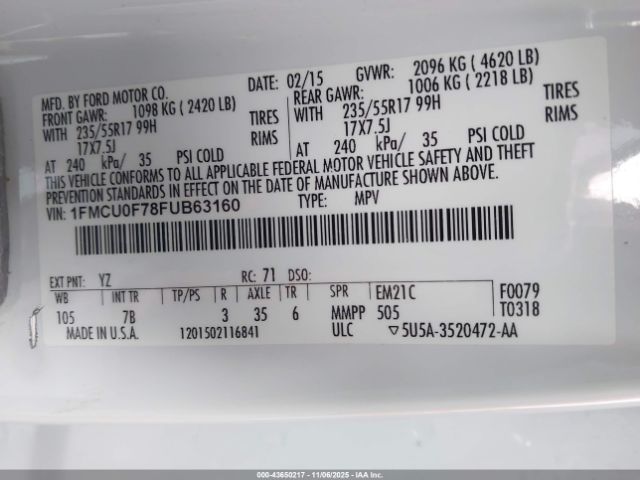 MFD. BY FORD MOTOR CO. DATE: 02/15 GVWR: 2096 KG ( 4620 LB)
FRONT GAWR: 1098 KG ( 2420 LB) REAR GAWR: 1006 KG ( 2218 LB)
WITH 235/55R17 99H TIRES WITH 235/55R17 99H TIRES
17X7.5J RIMS 17X7.5J RIMS
AT 240 kPa/ 35 PSI COLD AT 240 kPa/ 35 PSI COLD
THIS VEHICLE CONFORMS TO ALL APPLICABLE FEDERAL MOTOR VEHICLE SAFETY AND THEFT
PREVENTION STANDARDS IN EFFECT ON THE DATE OF MANUFACTURE SHOWN ABOVE.
VIN: 1FMCU0F78FUB63160 TYPE: MPV
EXT PNT: YZ RC: 71 DSO:
WB INT TR TP/PS R AXLE TR SPR EM21C F0079
105 7B 3 35 6 MMPP 505 T0318
MADE IN U.S.A. 1201502116841 ULC 5U5A-3520472-AA
000-43650217 - 11/06/2025 - IAAI.COM